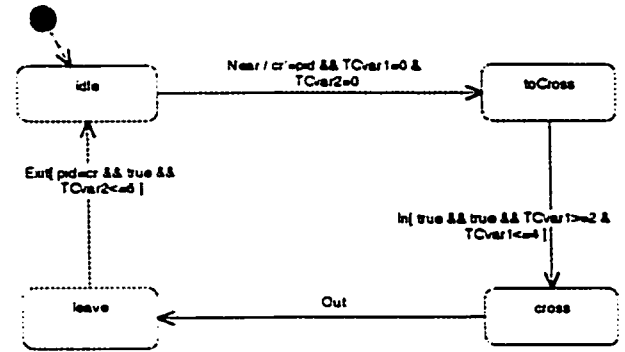 Near / cr'=pid && TCvar1=0 &
TCvar2=0
idle
toCross
Exit[ pid=cr && true &&
TCvar2<=6 ]
In[ true && true && TCvar1>=2 &
TCvar1<=4 ]
leave
Out
cross